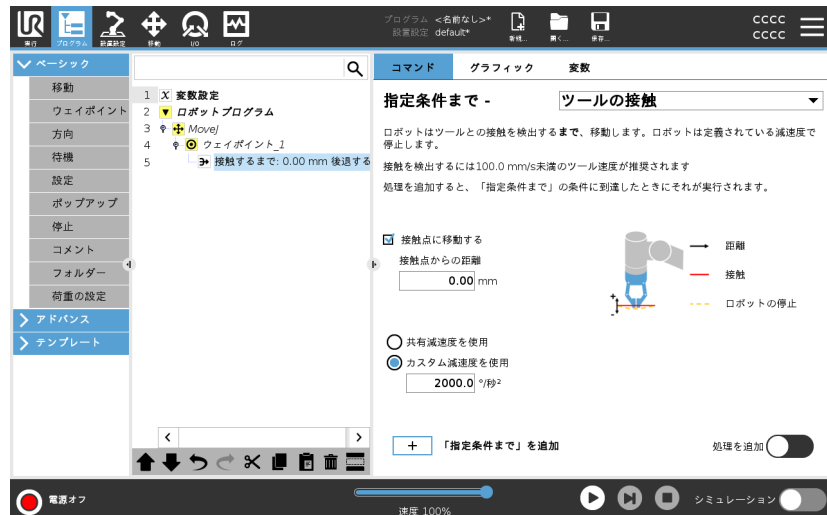 UR
実行
プログラム
設置設定
移動
I/O
ログ
プログラム <名前なし>*
設置設定 default*
新規...
開く...
保存...
cccc
cccc
ベーシック
移動
ウェイポイント
方向
待機
設定
ポップアップ
停止
コメント
フォルダー
荷重の設定
アドバンス
テンプレート
1 X 変数設定
2 ロボットプログラム
3 MoveJ
4 ウェイポイント_1
5 接触するまで: 0.00 mm 後退する
コマンド グラフィック 変数
指定条件まで - ツールの接触
ロボットはツールとの接触を検出するまで、移動します。ロボットは定義されている減速度で
停止します。
接触を検出するには100.0 mm/s未満のツール速度が推奨されます
処理を追加すると、「指定条件まで」の条件に到達したときにそれが実行されます。
接触点に移動する
接触点からの距離
0.00 mm
距離
接触
ロボットの停止
+
-
共有減速度を使用
カスタム減速度を使用
2000.0 °/秒²
+ 「指定条件まで」を追加
処理を追加
電源オフ
速度 100%
シミュレーション